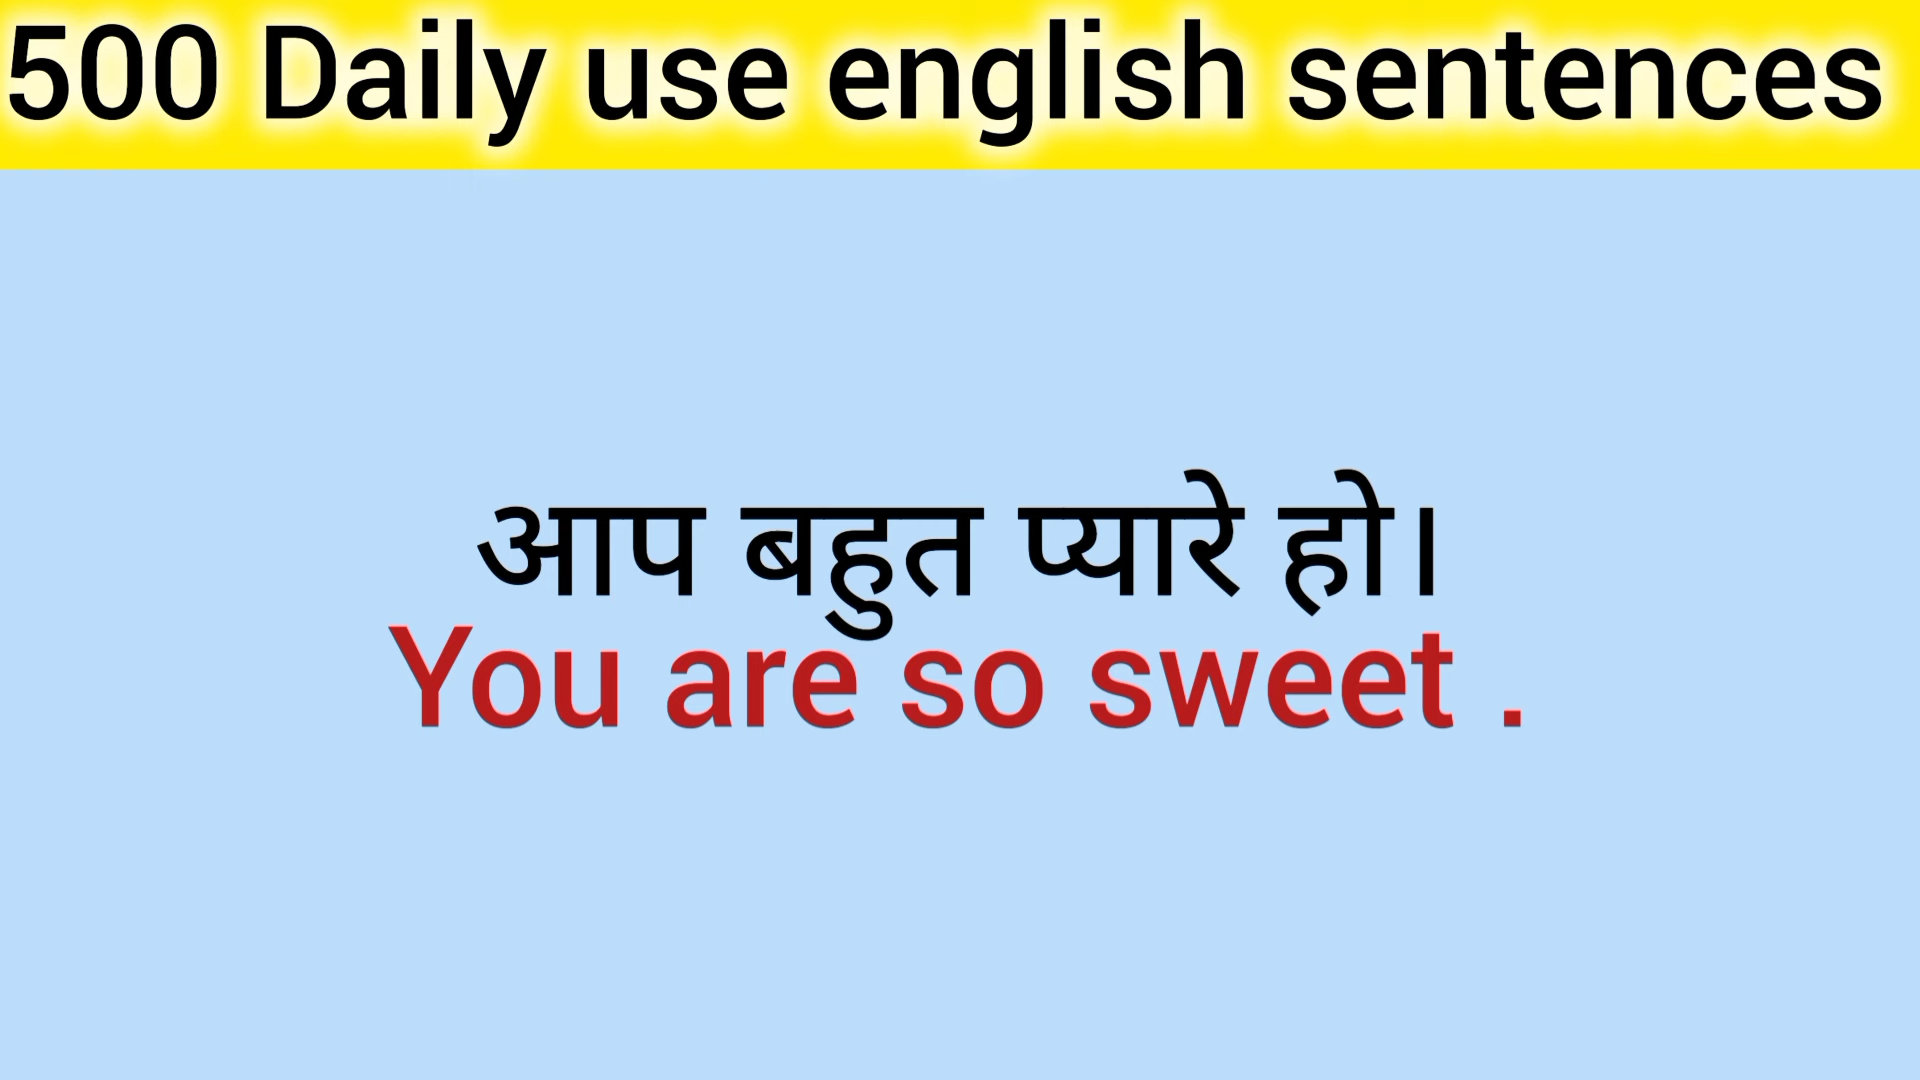 500 Daily use english sentences
आप बहुत प्यारे हो।
You are so sweet .